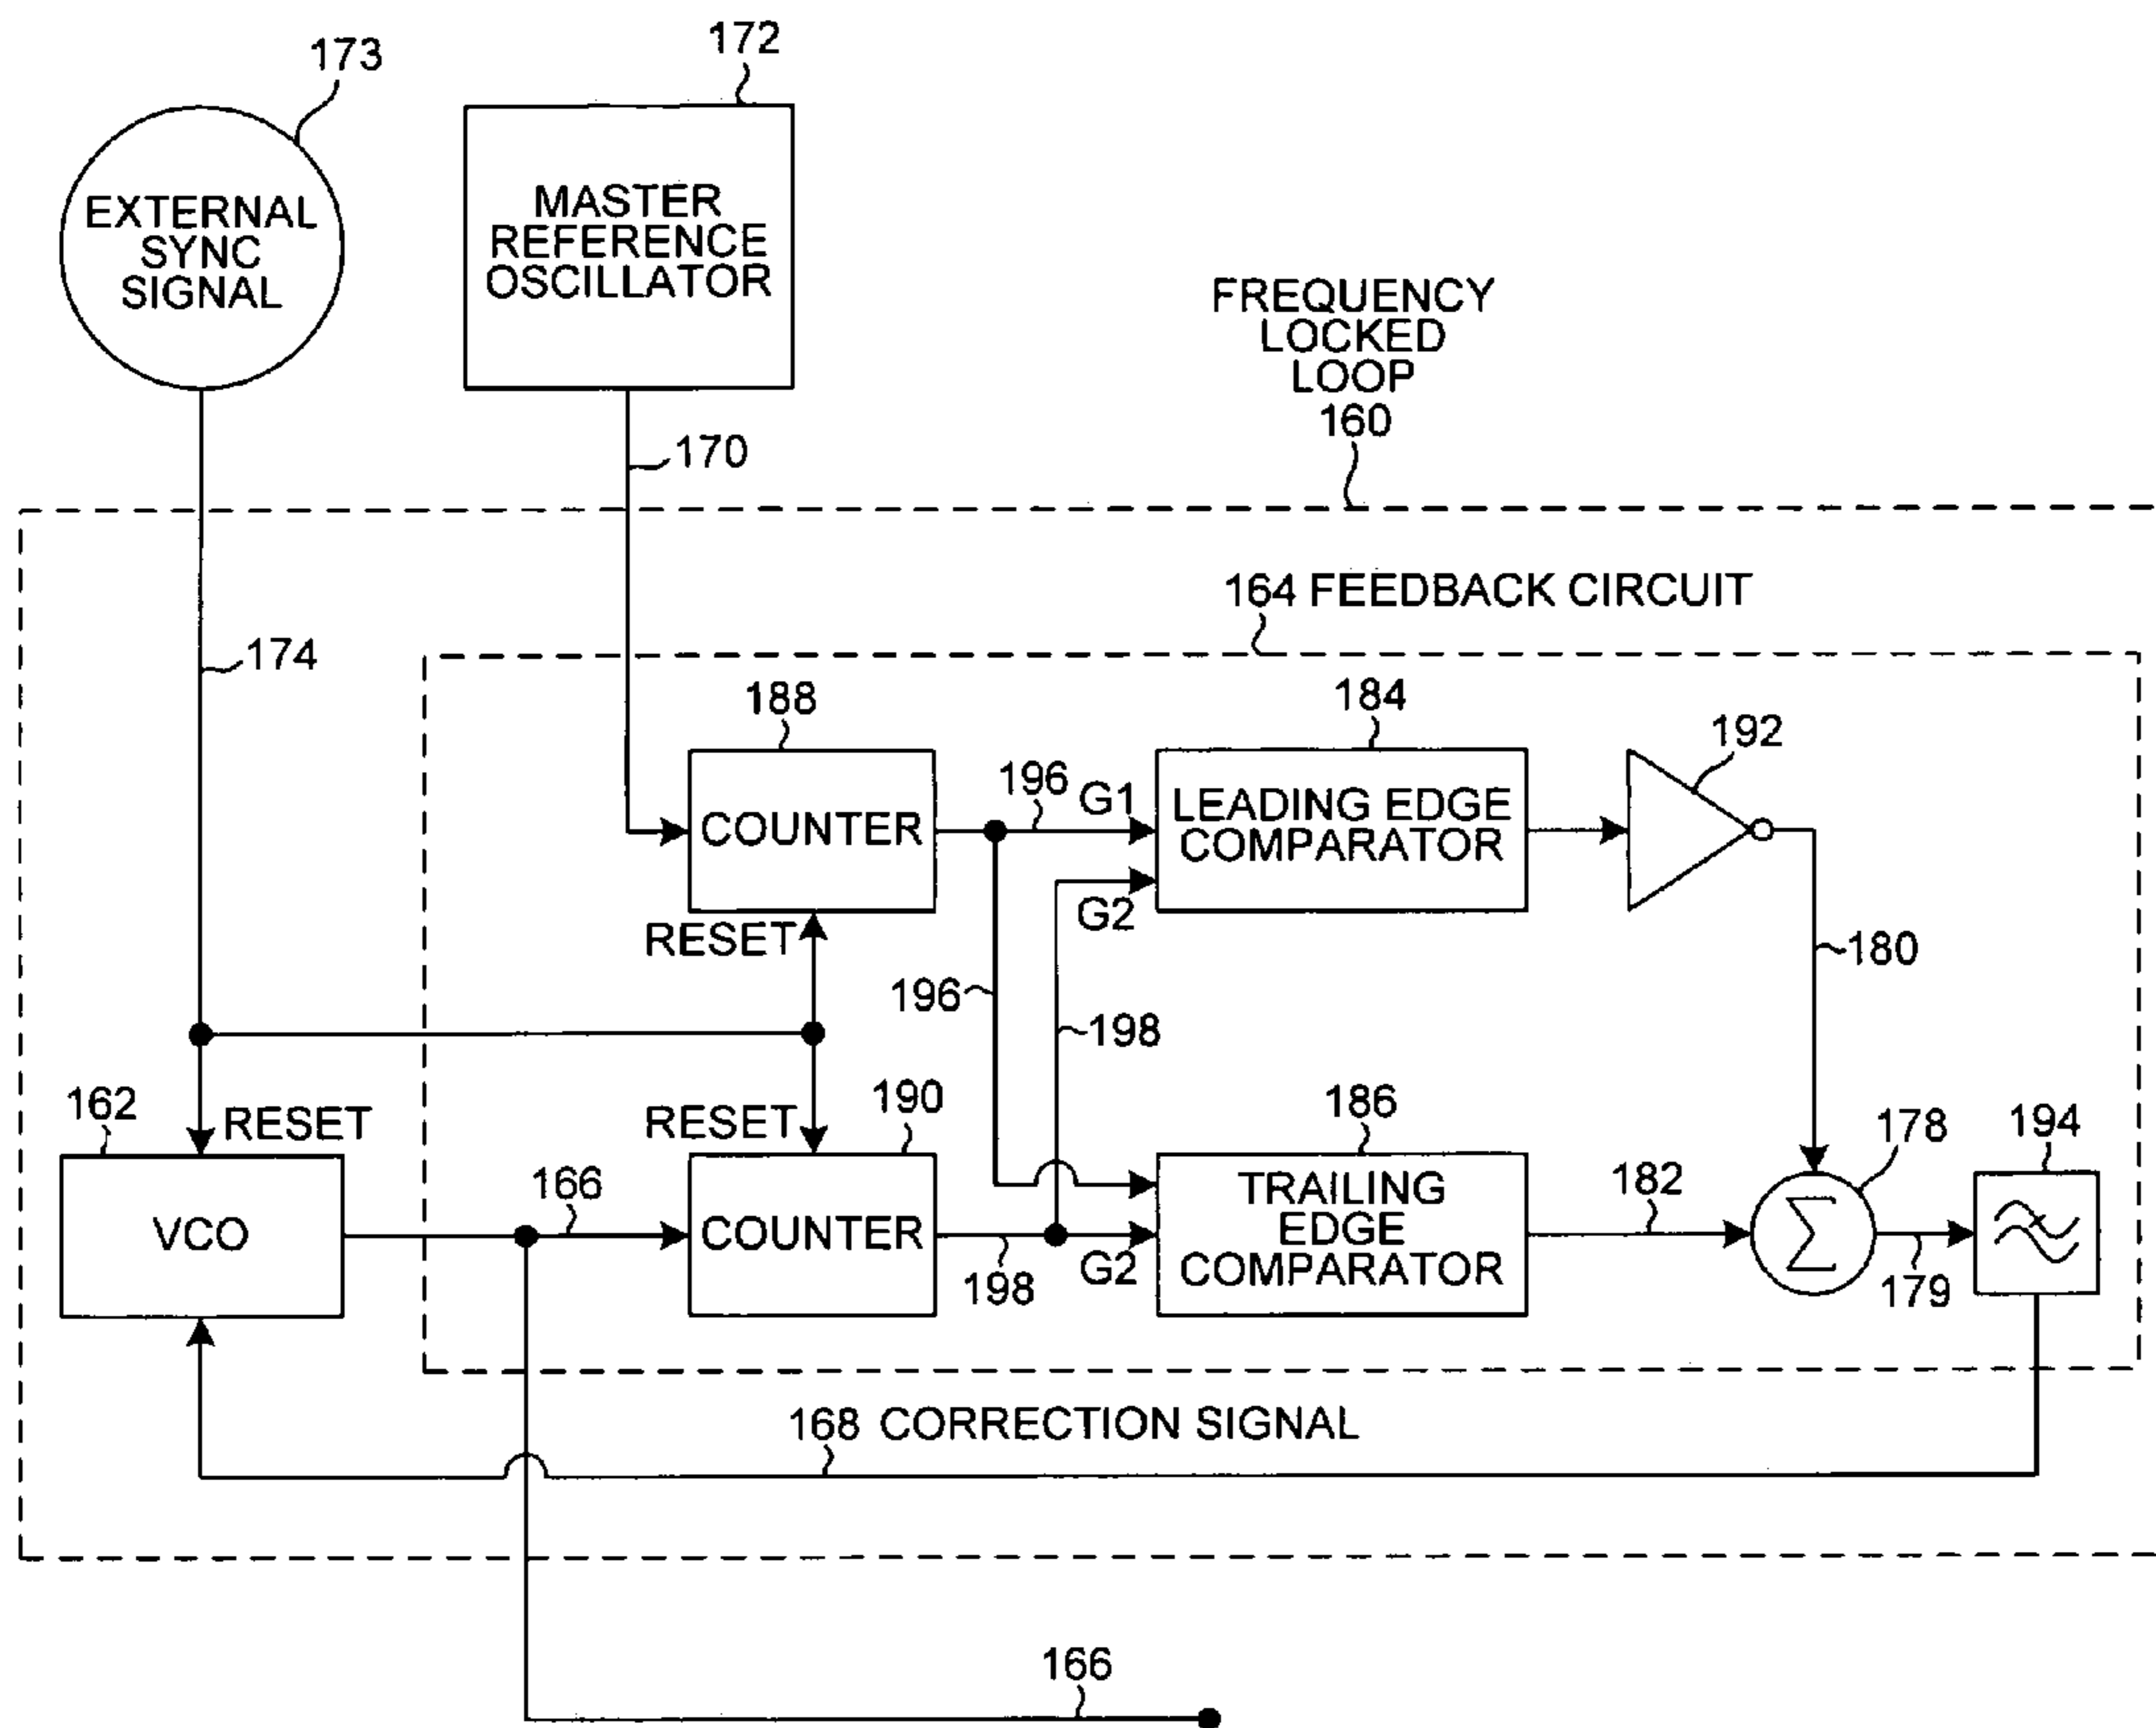 173
172
EXTERNAL
SYNC
SIGNAL
MASTER
REFERENCE
OSCILLATOR
FREQUENCY
LOCKED
LOOP
160
170
164 FEEDBACK CIRCUIT
174
188
184
192
196
G1
COUNTER
LEADING EDGE
COMPARATOR
G2
RESET
180
196
198
162
RESET
RESET
190
186
178
194
166
182
VCO
COUNTER
TRAILING
EDGE
COMPARATOR
Σ
198
G2
179
168 CORRECTION SIGNAL
166